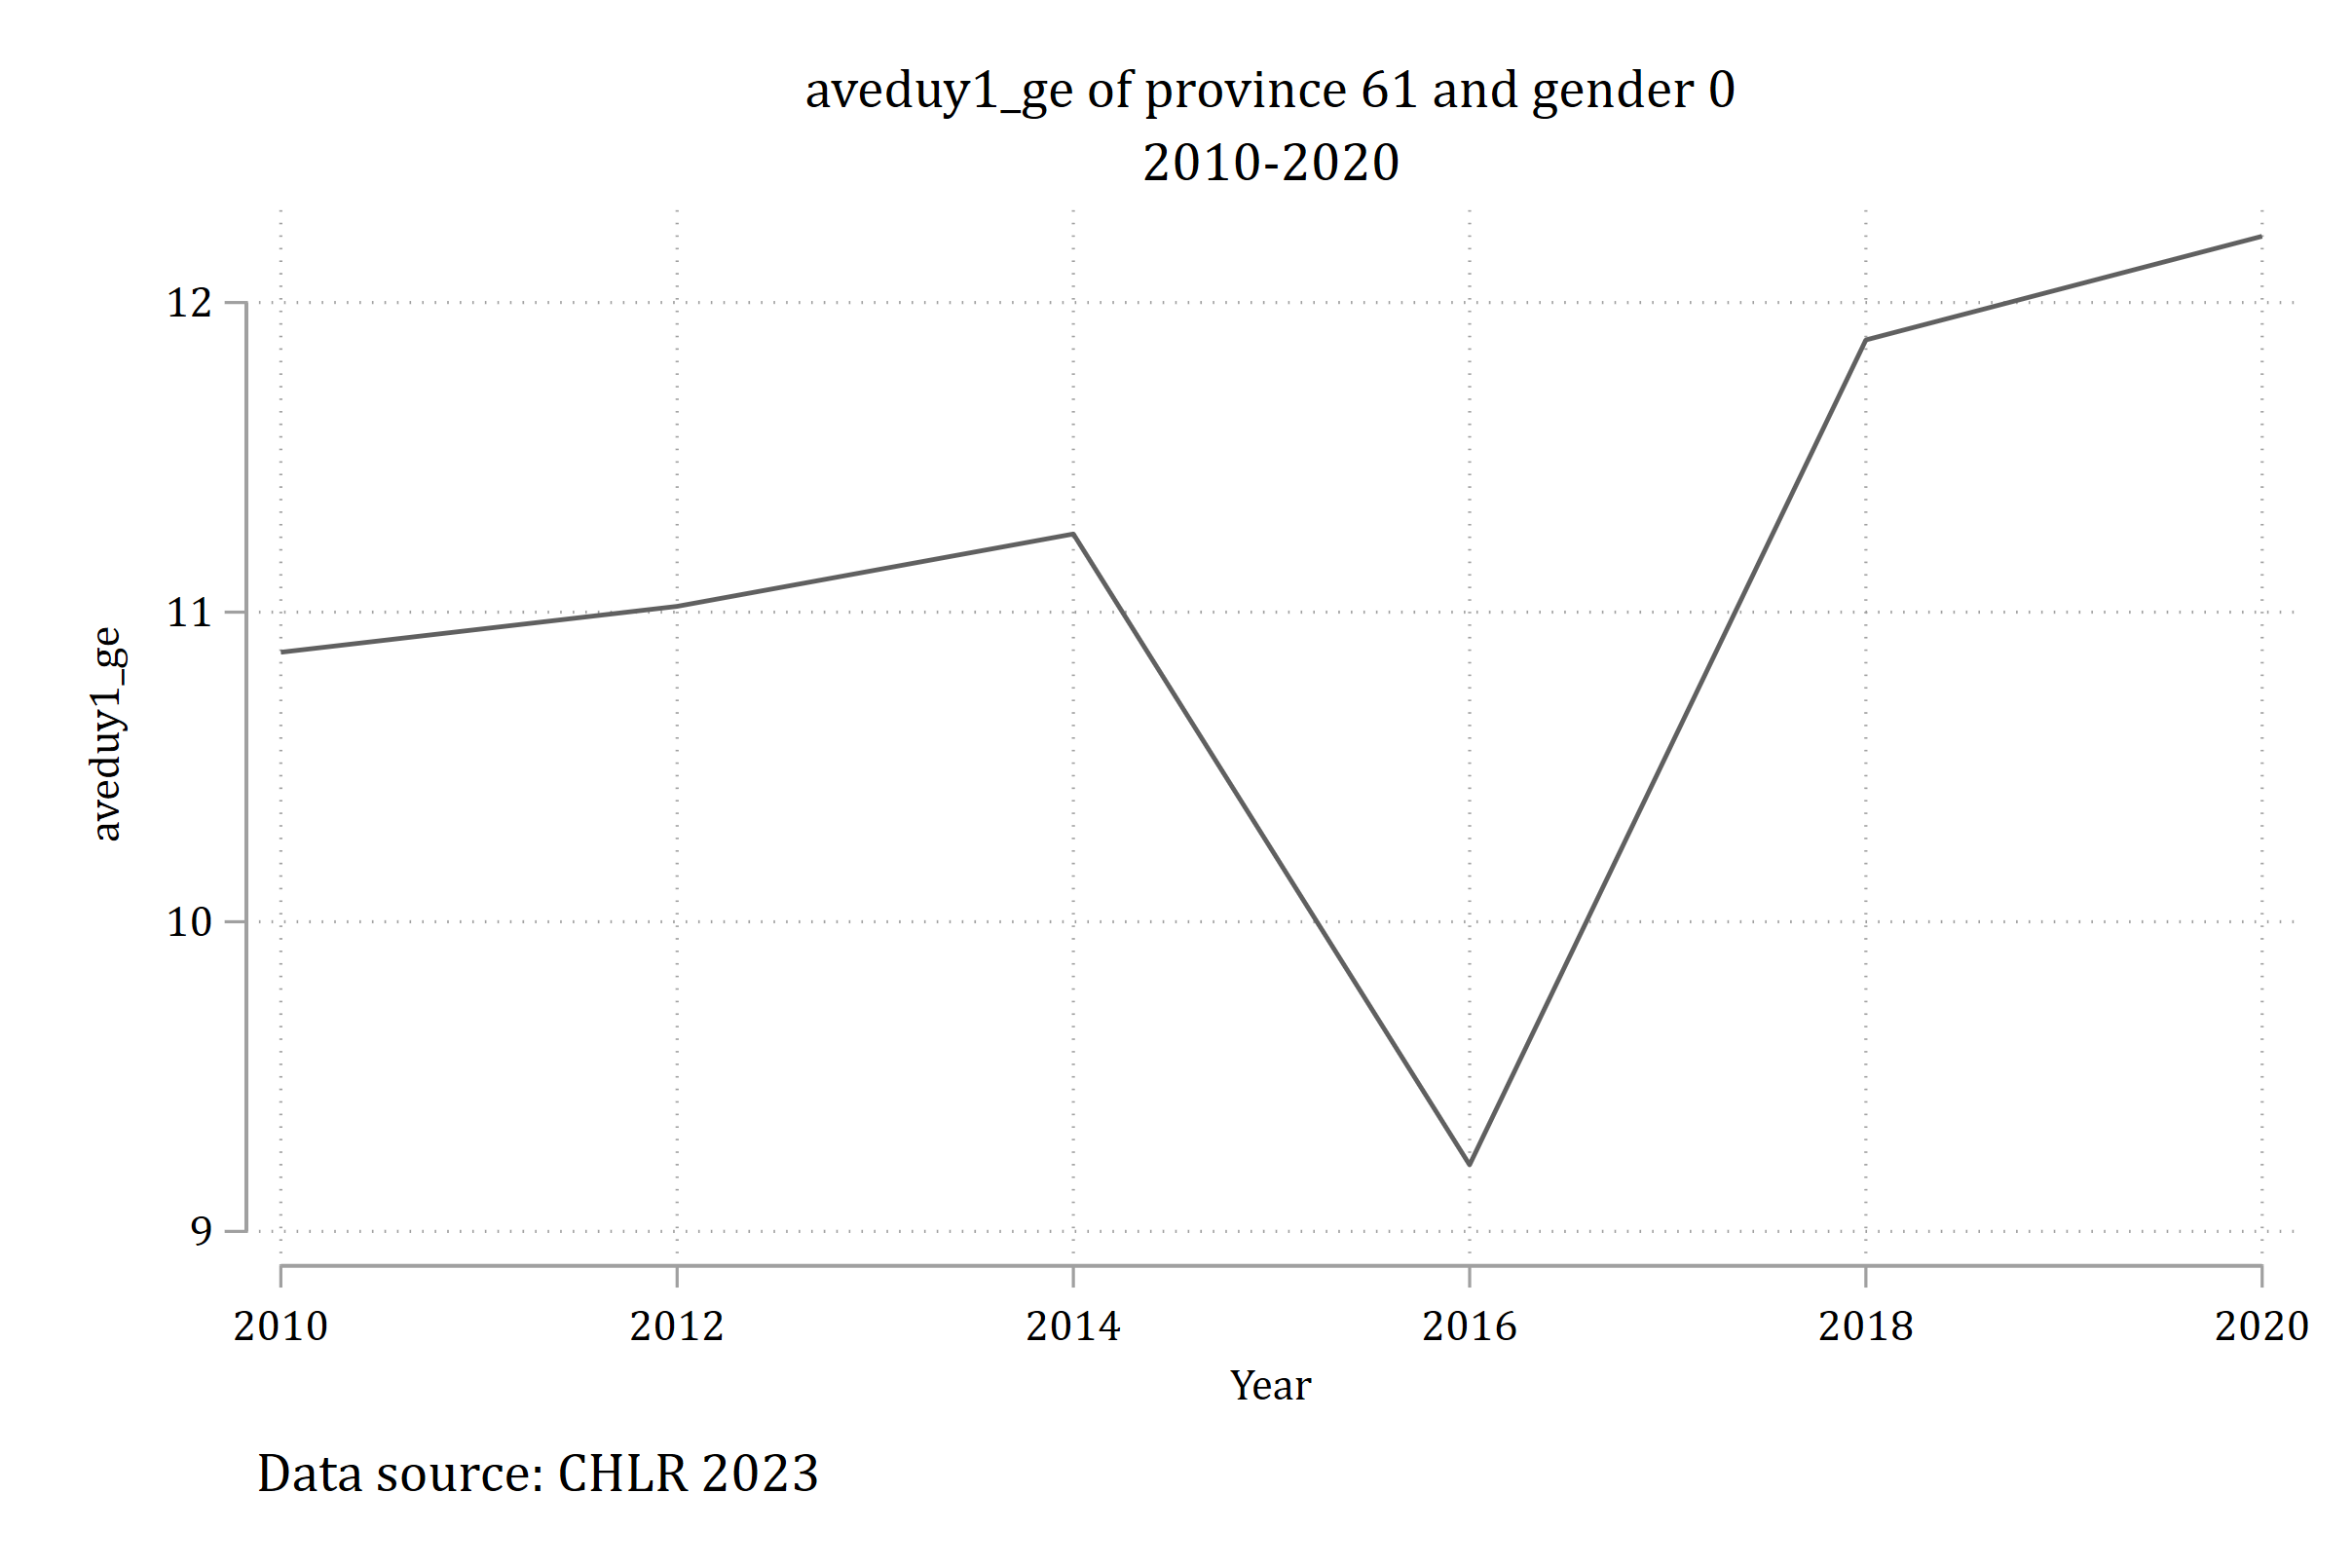 aveduy1_ge of province 61 and gender 0
2010-2020
12
11
10
9
aveduy1_ge
2010 2012 2014 2016 2018 2020
Year
Data source: CHLR 2023